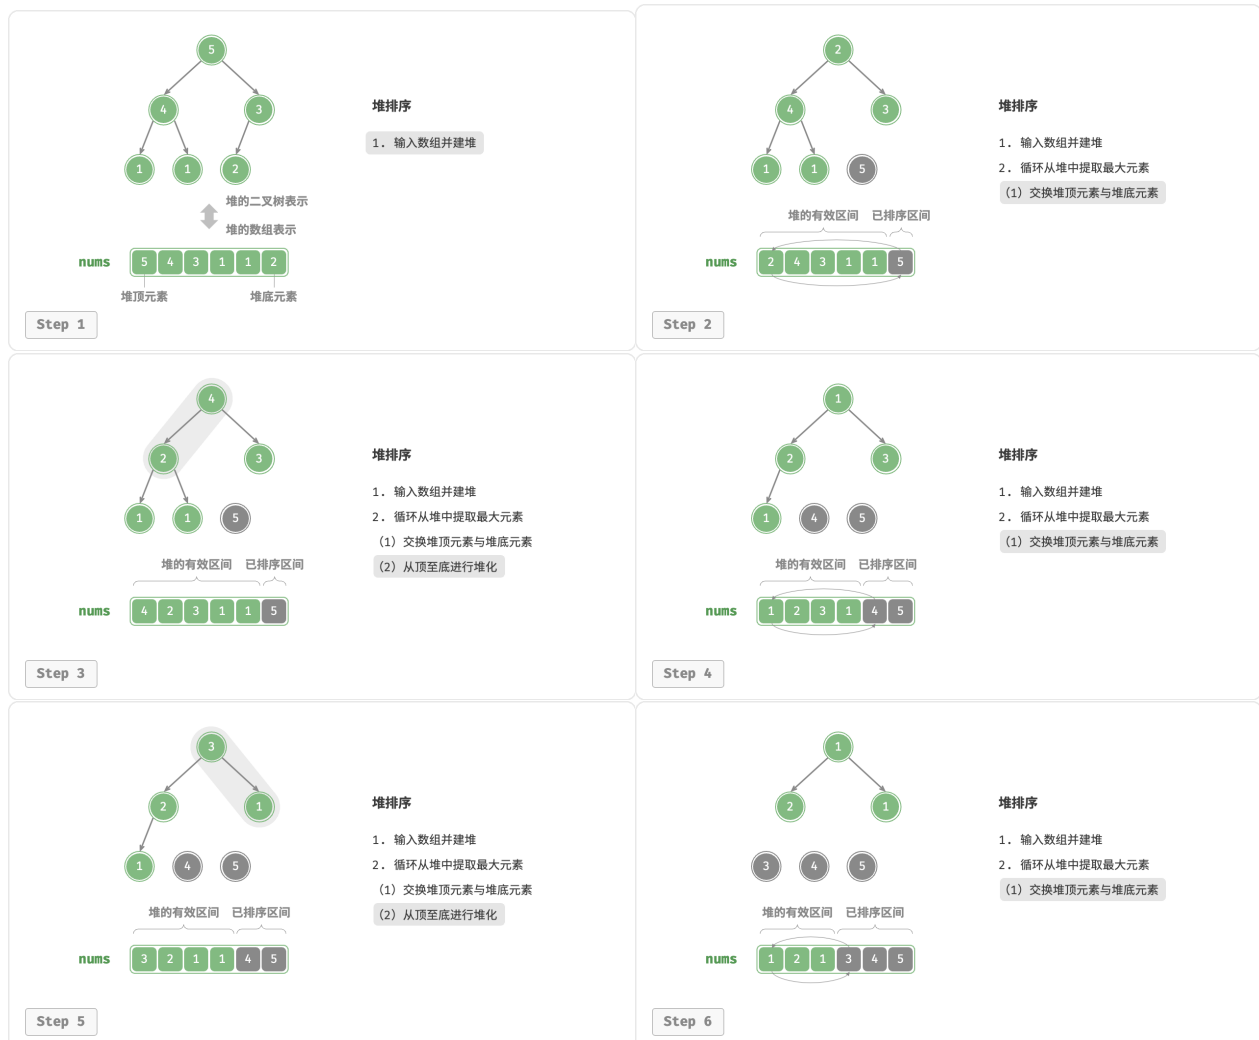 5
4 3
1 1 2
堆排序
1. 输入数组并建堆
堆的二叉树表示
堆的数组表示
nums 5 4 3 1 1 2
堆顶元素 堆底元素
Step 1
2
4 3
1 1 5
堆排序
1. 输入数组并建堆
2. 循环从堆中提取最大元素
（1）交换堆顶元素与堆底元素
堆的有效区间 已排序区间
nums 2 4 3 1 1 5
Step 2
4
2 3
1 1 5
堆排序
1. 输入数组并建堆
2. 循环从堆中提取最大元素
（1）交换堆顶元素与堆底元素
（2）从顶至底进行堆化
堆的有效区间 已排序区间
nums 4 2 3 1 1 5
Step 3
1
2 3
1 4 5
堆排序
1. 输入数组并建堆
2. 循环从堆中提取最大元素
（1）交换堆顶元素与堆底元素
堆的有效区间 已排序区间
nums 1 2 3 1 4 5
Step 4
3
2 1
1 4 5
堆排序
1. 输入数组并建堆
2. 循环从堆中提取最大元素
（1）交换堆顶元素与堆底元素
（2）从顶至底进行堆化
堆的有效区间 已排序区间
nums 3 2 1 1 4 5
Step 5
1
2 1
3 4 5
堆排序
1. 输入数组并建堆
2. 循环从堆中提取最大元素
（1）交换堆顶元素与堆底元素
堆的有效区间 已排序区间
nums 1 2 1 3 4 5
Step 6